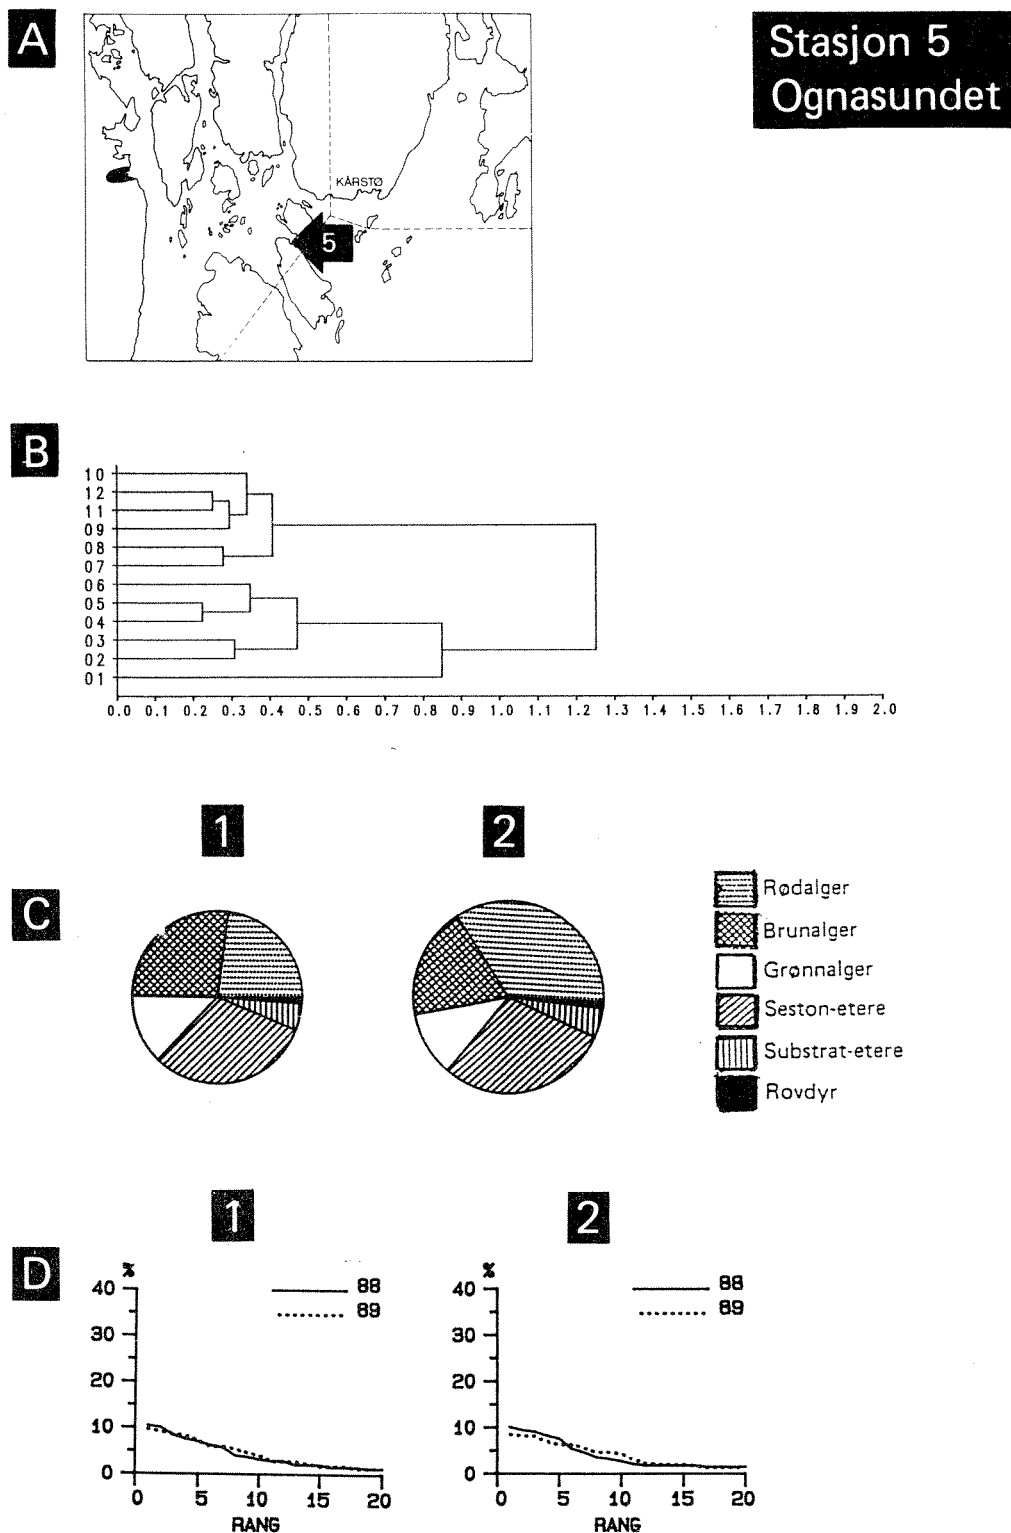 A
Stasjon 5
Ognasundet
KÅRSTØ
5
B
10
12
11
09
08
07
06
05
04
03
02
01
0.0 0.1 0.2 0.3 0.4 0.5 0.6 0.7 0.8 0.9 1.0 1.1 1.2 1.3 1.4 1.5 1.6 1.7 1.8 1.9 2.0
1 2
C
Rødalger
Brunalger
Grønnalger
Seston-etere
Substrat-etere
Rovdyr
1 2
D
%
88
89
40
30
20
10
0
0 5 10 15 20
RANG
%
88
89
40
30
20
10
0
0 5 10 15 20
RANG